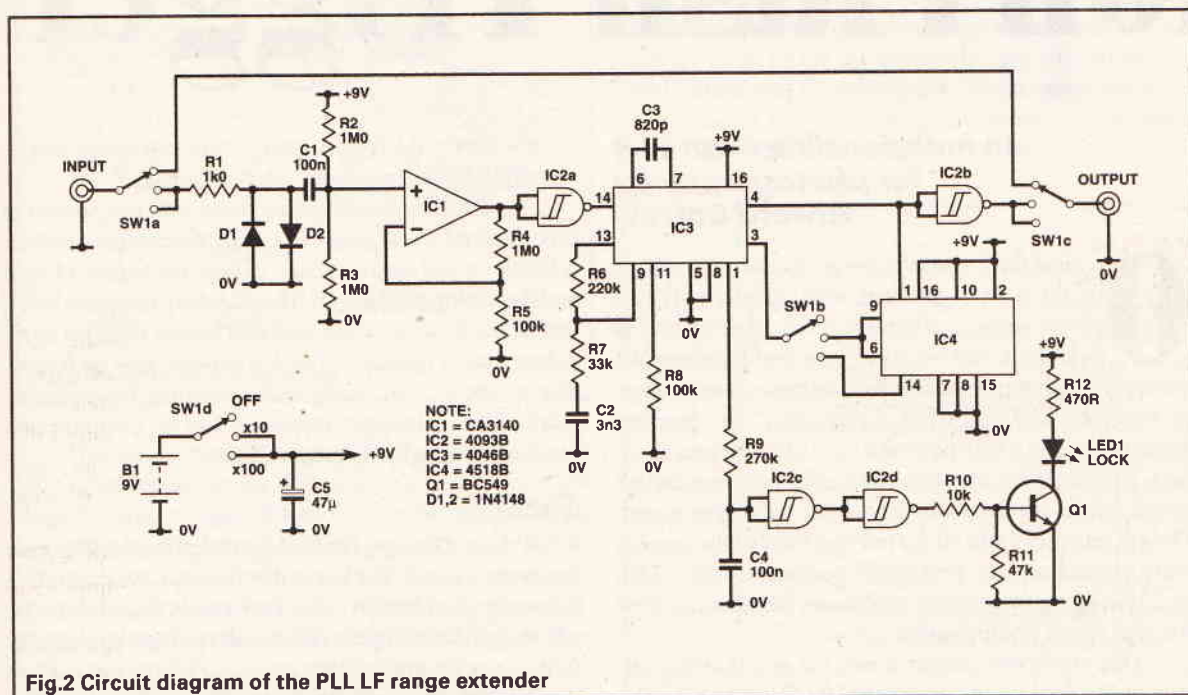 +9V
R2
1M0
C1
100n
INPUT
R1
1k0
SW1a
D1
D2
R3
1M0
0V
0V
0V
+
−
IC1
R4
1M0
R5
100k
0V
IC2a
14
C3
820p
6
7
+9V
16
4
3
IC3
13
9
11
5
8
1
R6
220k
R7
33k
C2
3n3
0V
R8
100k
0V
0V
IC2b
SW1c
OUTPUT
0V
+9V
1
16
10
2
9
6
IC4
14
7
8
15
0V
SW1b
+9V
R12
470R
LED1
LOCK
R9
270k
C4
100n
0V
IC2c
IC2d
R10
10k
Q1
R11
47k
0V
SW1d
OFF
x10
x100
+9V
B1
9V
0V
+
C5
47µ
0V
NOTE:
IC1 = CA3140
IC2 = 4093B
IC3 = 4046B
IC4 = 4518B
Q1 = BC549
D1,2 = 1N4148
Fig.2 Circuit diagram of the PLL LF range extender